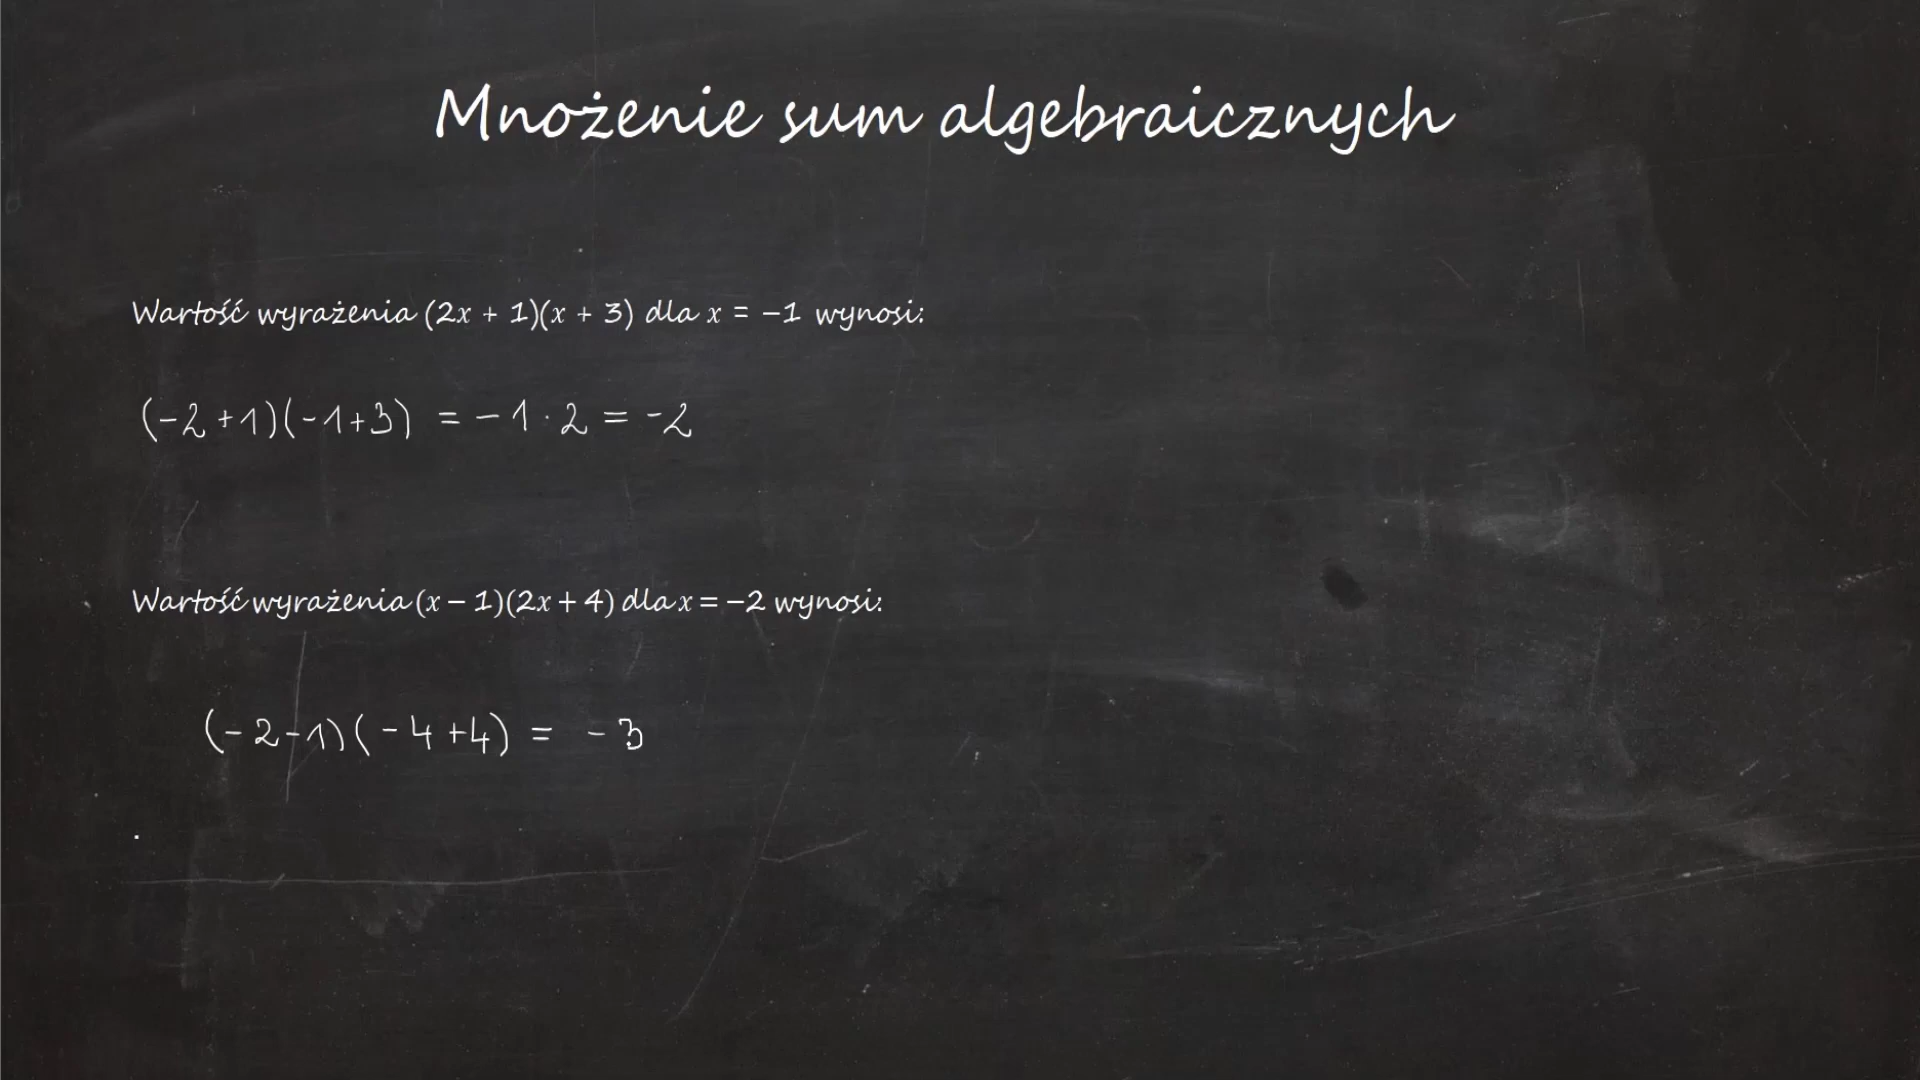 Mnożenie sum algebraicznych
Wartość wyrażenia (2x + 1)(x + 3) dla x = −1 wynosi:
(-2+1)(-1+3) = -1·2 = -2
Wartość wyrażenia (x − 1)(2x + 4) dla x = −2 wynosi:
(-2-1)(-4+4) = -3
.